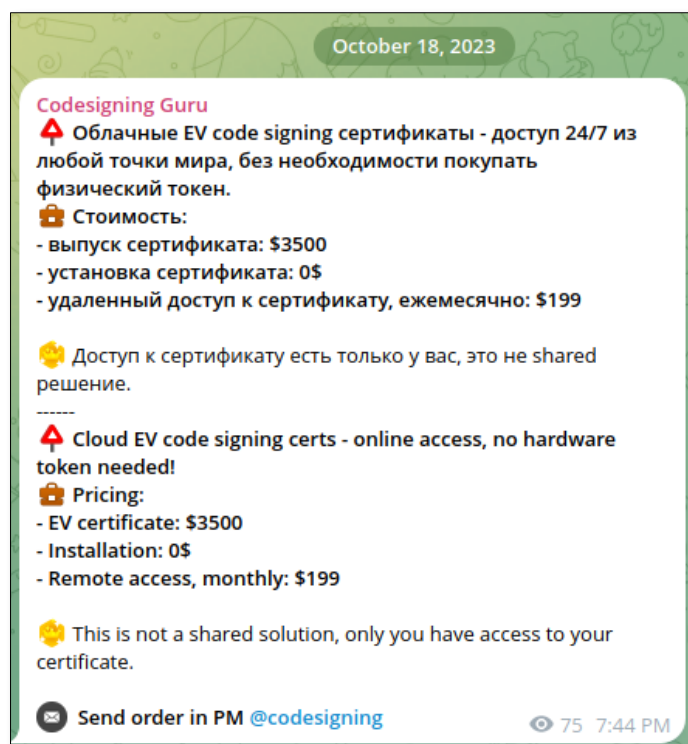 October 18, 2023
Codesigning Guru
Облачные EV code signing сертификаты - доступ 24/7 из
любой точки мира, без необходимости покупать
физический токен.
Стоимость:
- выпуск сертификата: $3500
- установка сертификата: 0$
- удаленный доступ к сертификату, ежемесячно: $199
Доступ к сертификату есть только у вас, это не shared
решение.
------
Cloud EV code signing certs - online access, no hardware
token needed!
Pricing:
- EV certificate: $3500
- Installation: 0$
- Remote access, monthly: $199
This is not a shared solution, only you have access to your
certificate.
Send order in PM @codesigning
75 7:44 PM